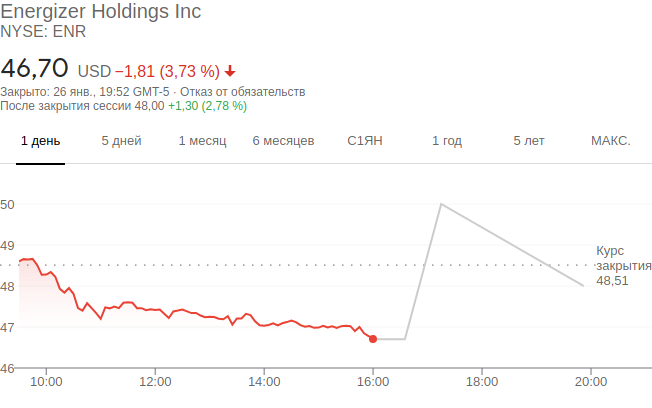 Energizer Holdings Inc
NYSE: ENR
46,70 USD −1,81 (3,73 %)
Закрыто: 26 янв., 19:52 GMT-5 · Отказ от обязательств
После закрытия сессии 48,00 +1,30 (2,78 %)
1 день 5 дней 1 месяц 6 месяцев С1ЯН 1 год 5 лет МАКС.
50
49
Курс
закрытия
48,51
48
47
46
10:00 12:00 14:00 16:00 18:00 20:00